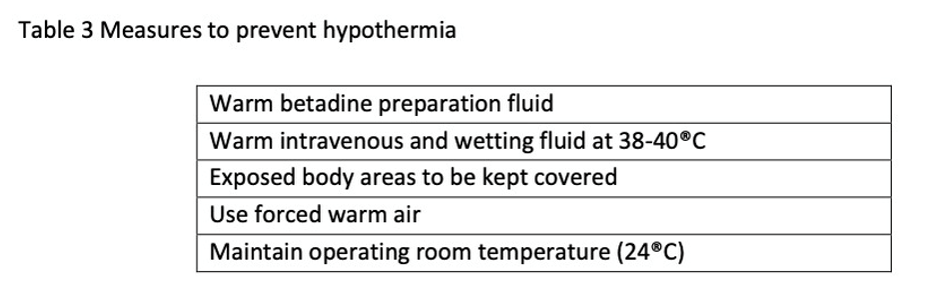 Table 3 Measures to prevent hypothermia
Warm betadine preparation fluid
Warm intravenous and wetting fluid at 38-40®C
Exposed body areas to be kept covered
Use forced warm air
Maintain operating room temperature (24®C)